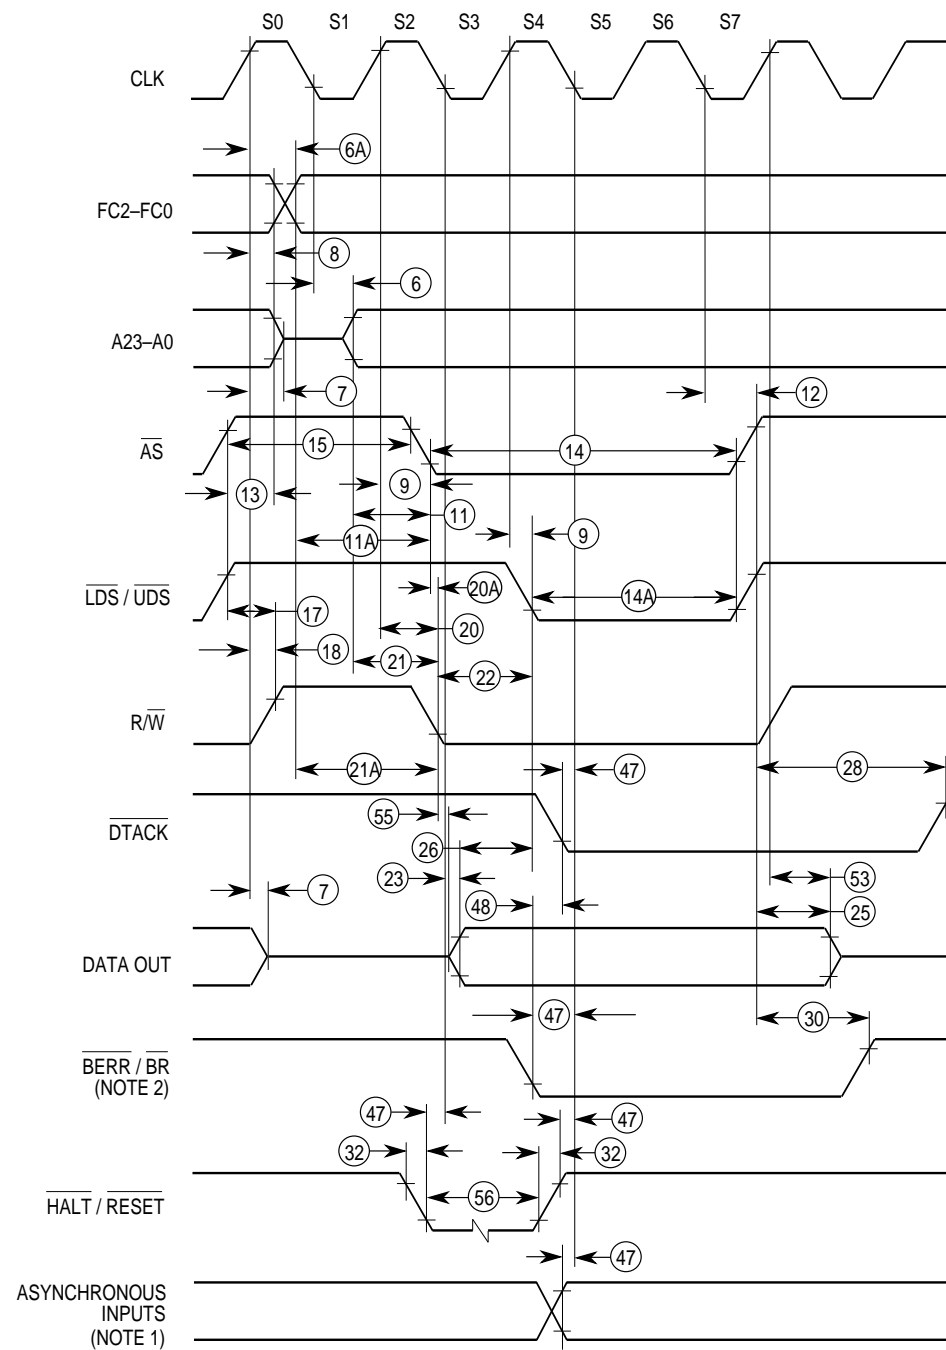 S0 S1 S2 S3 S4 S5 S6 S7
CLK
6A
FC2–FC0
8
6
A23–A0
7
12
AS
15
14
9
13
11
9
11A
LDS / UDS
20A
14A
17
20
18
21
22
R/W
21A
47
28
55
DTACK
26
23
53
7
48
25
DATA OUT
47
30
BERR / BR
(NOTE 2)
47
47
32
32
HALT / RESET
56
47
ASYNCHRONOUS
INPUTS
(NOTE 1)